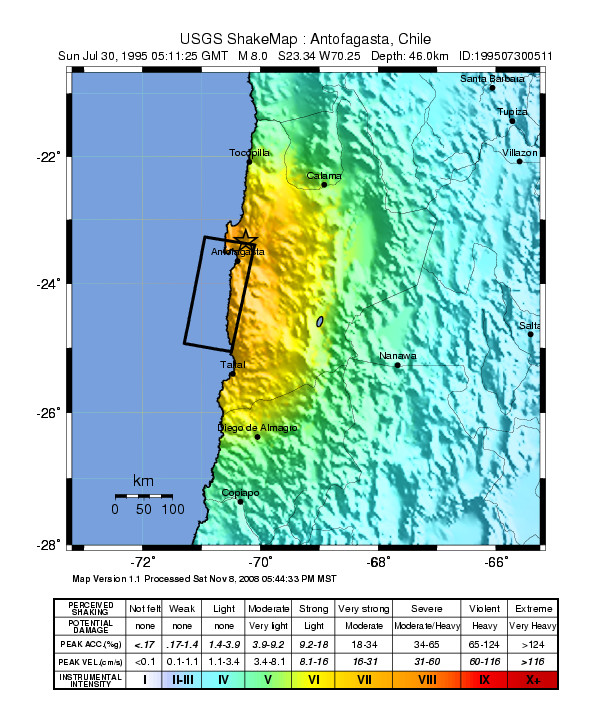 USGS ShakeMap : Antofagasta, Chile
Sun Jul 30, 1995 05:11:25 GMT M 8.0 S23.34 W70.25 Depth: 46.0km ID:199507300511
Santa Barbara
Tupiza
-22° Tocopilla Villazon
Calama
Antofagasta
-24°
Salta
Nanawa
Taltal
-26°
Diego de Almagro
km
Copiapo
0 50 100
-28°
-72° -70° -68° -66°
Map Version 1.1 Processed Sat Nov 8, 2008 05:44:33 PM MST
PERCEIVED SHAKING Not felt Weak Light Moderate Strong Very strong Severe Violent Extreme
POTENTIAL DAMAGE none none none Very light Light Moderate Moderate/Heavy Heavy Very Heavy
PEAK ACC.(%g) <.17 .17-1.4 1.4-3.9 3.9-9.2 9.2-18 18-34 34-65 65-124 >124
PEAK VEL.(cm/s) <0.1 0.1-1.1 1.1-3.4 3.4-8.1 8.1-16 16-31 31-60 60-116 >116
INSTRUMENTAL INTENSITY I II-III IV V VI VII VIII IX X+